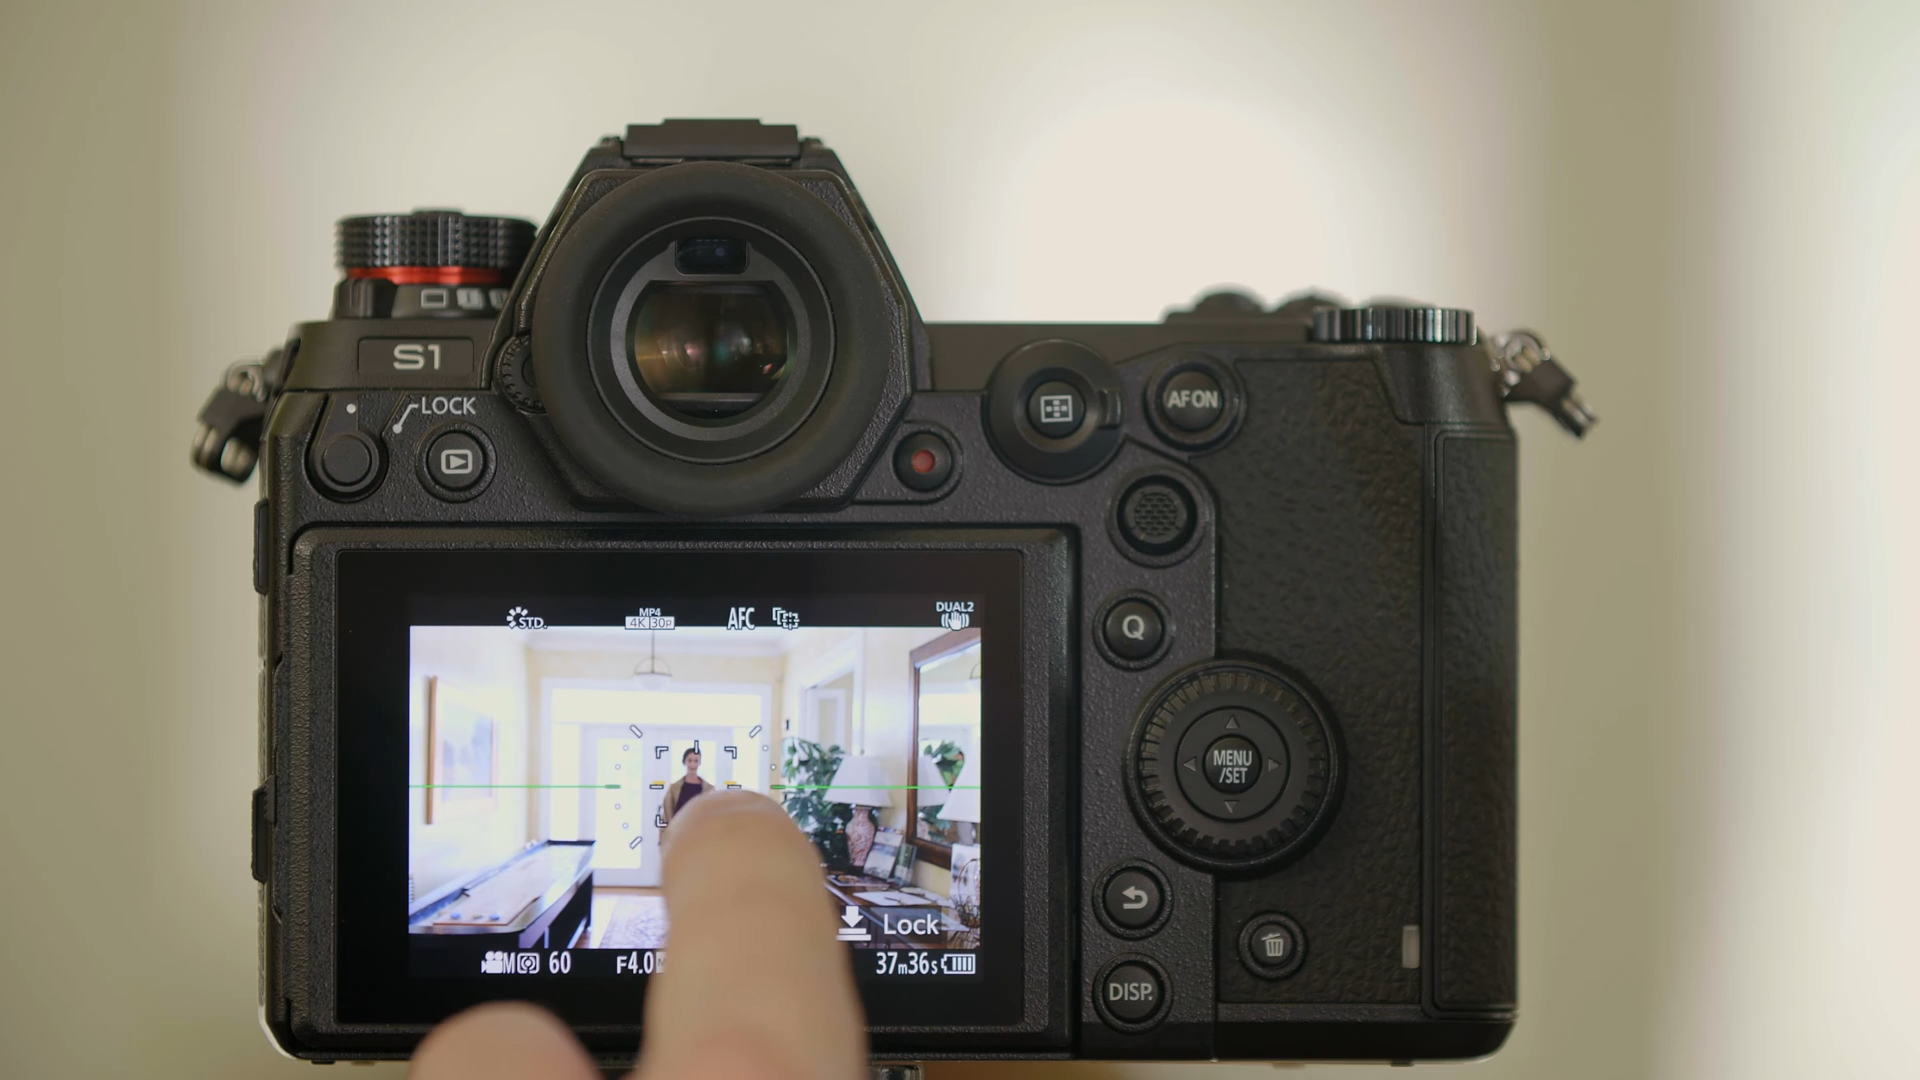 S1
LOCK
AF ON
Q
MENU
/SET
DISP.
STD.
MP4
4K 30p
AFC
DUAL2
Lock
M 60
F4.0
37m36s